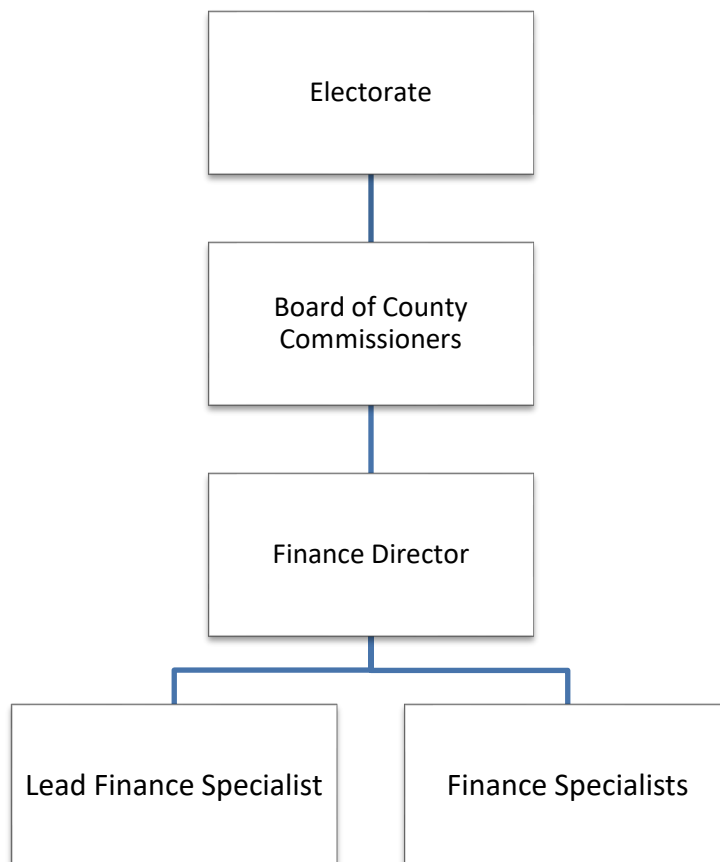 Electorate
Board of County
Commissioners
Finance Director
Lead Finance Specialist
Finance Specialists